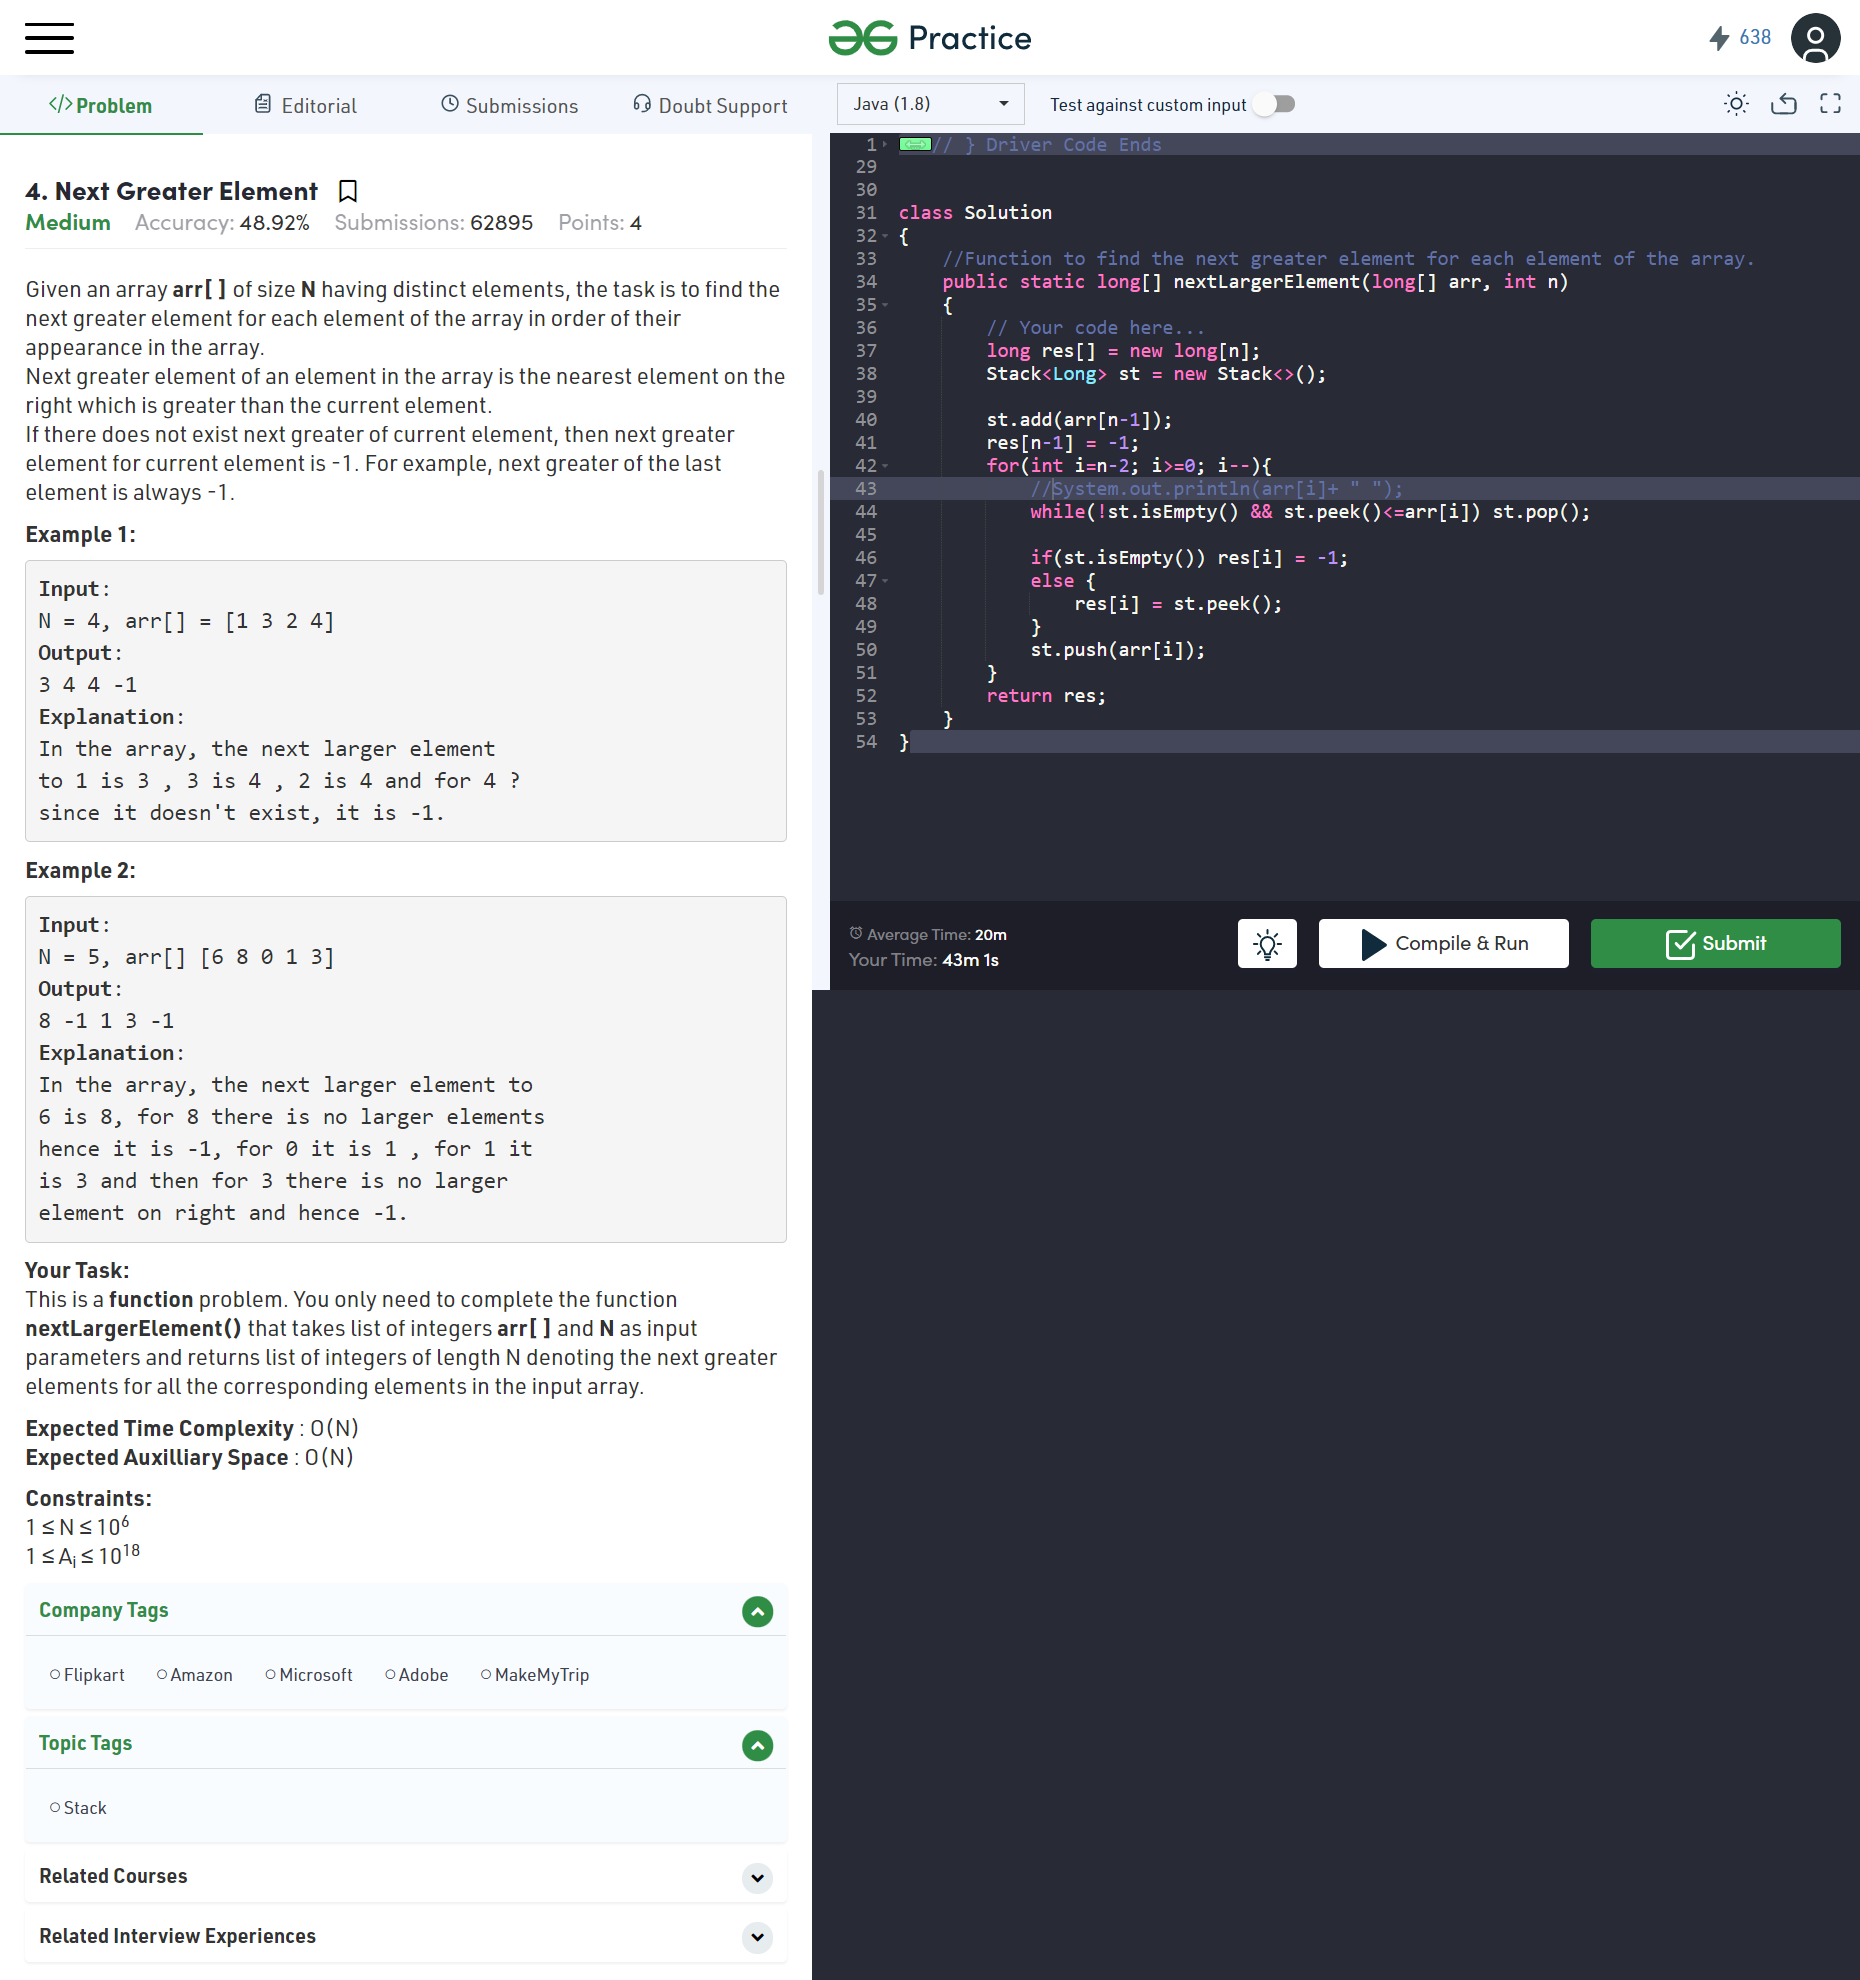 Practice
638
</> Problem
Editorial
Submissions
Doubt Support
Java (1.8)
Test against custom input
4. Next Greater Element
Medium Accuracy: 48.92% Submissions: 62895 Points: 4
Given an array arr[ ] of size N having distinct elements, the task is to find the
next greater element for each element of the array in order of their
appearance in the array.
Next greater element of an element in the array is the nearest element on the
right which is greater than the current element.
If there does not exist next greater of current element, then next greater
element for current element is -1. For example, next greater of the last
element is always -1.
Example 1:
Input:
N = 4, arr[] = [1 3 2 4]
Output:
3 4 4 -1
Explanation:
In the array, the next larger element
to 1 is 3 , 3 is 4 , 2 is 4 and for 4 ?
since it doesn't exist, it is -1.
Example 2:
Input:
N = 5, arr[] [6 8 0 1 3]
Output:
8 -1 1 3 -1
Explanation:
In the array, the next larger element to
6 is 8, for 8 there is no larger elements
hence it is -1, for 0 it is 1 , for 1 it
is 3 and then for 3 there is no larger
element on right and hence -1.
Your Task:
This is a function problem. You only need to complete the function
nextLargerElement() that takes list of integers arr[ ] and N as input
parameters and returns list of integers of length N denoting the next greater
elements for all the corresponding elements in the input array.
Expected Time Complexity : O(N)
Expected Auxilliary Space : O(N)
Constraints:
1 ≤ N ≤ 10⁶
1 ≤ Aᵢ ≤ 10¹⁸
Company Tags
Flipkart Amazon Microsoft Adobe MakeMyTrip
Topic Tags
Stack
Related Courses
Related Interview Experiences
1 // } Driver Code Ends
29
30
31 class Solution
32 {
33 //Function to find the next greater element for each element of the array.
34 public static long[] nextLargerElement(long[] arr, int n)
35 {
36 // Your code here...
37 long res[] = new long[n];
38 Stack<Long> st = new Stack<>();
39
40 st.add(arr[n-1]);
41 res[n-1] = -1;
42 for(int i=n-2; i>=0; i--){
43 //System.out.println(arr[i]+ " ");
44 while(!st.isEmpty() && st.peek()<=arr[i]) st.pop();
45
46 if(st.isEmpty()) res[i] = -1;
47 else {
48 res[i] = st.peek();
49 }
50 st.push(arr[i]);
51 }
52 return res;
53 }
54 }
Average Time: 20m
Your Time: 43m 1s
Compile & Run
Submit